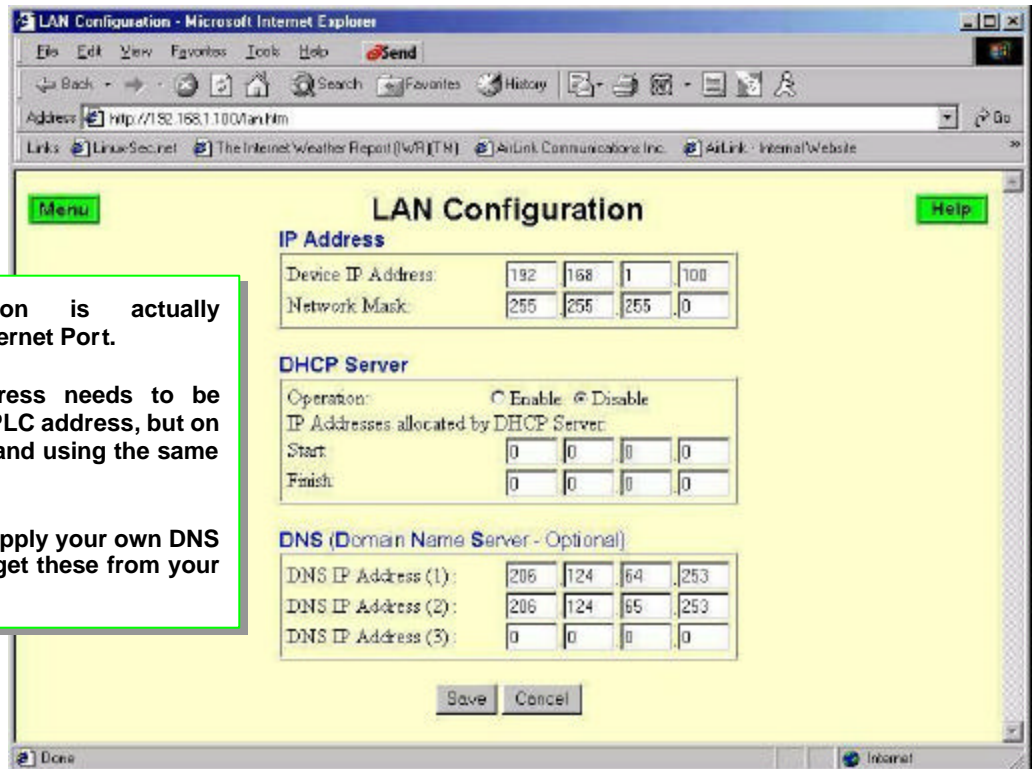 LAN Configuration - Microsoft Internet Explorer
File Edit View Favorites Tools Help Send
Back Search Favorites History
Address http://192.168.1.100/lan.htm Go
Links LinuxSec.net The Internet Weather Report (IWR)(TM) AirLink Communications Inc. AirLink - Internal Website
Menu
LAN Configuration
Help
IP Address
Device IP Address: 192 .168 .1 .100
Network Mask: 255 .255 .255 .0
on is actually
ernet Port.
ress needs to be
PLC address, but on
and using the same
pply your own DNS
get these from your
DHCP Server
Operation: Enable Disable
IP Addresses allocated by DHCP Server:
Start: 0 .0 .0 .0
Finish: 0 .0 .0 .0
DNS (Domain Name Server - Optional)
DNS IP Address (1) : 206 .124 .64 .253
DNS IP Address (2) : 206 .124 .65 .253
DNS IP Address (3) : 0 .0 .0 .0
Save Cancel
Done Internet